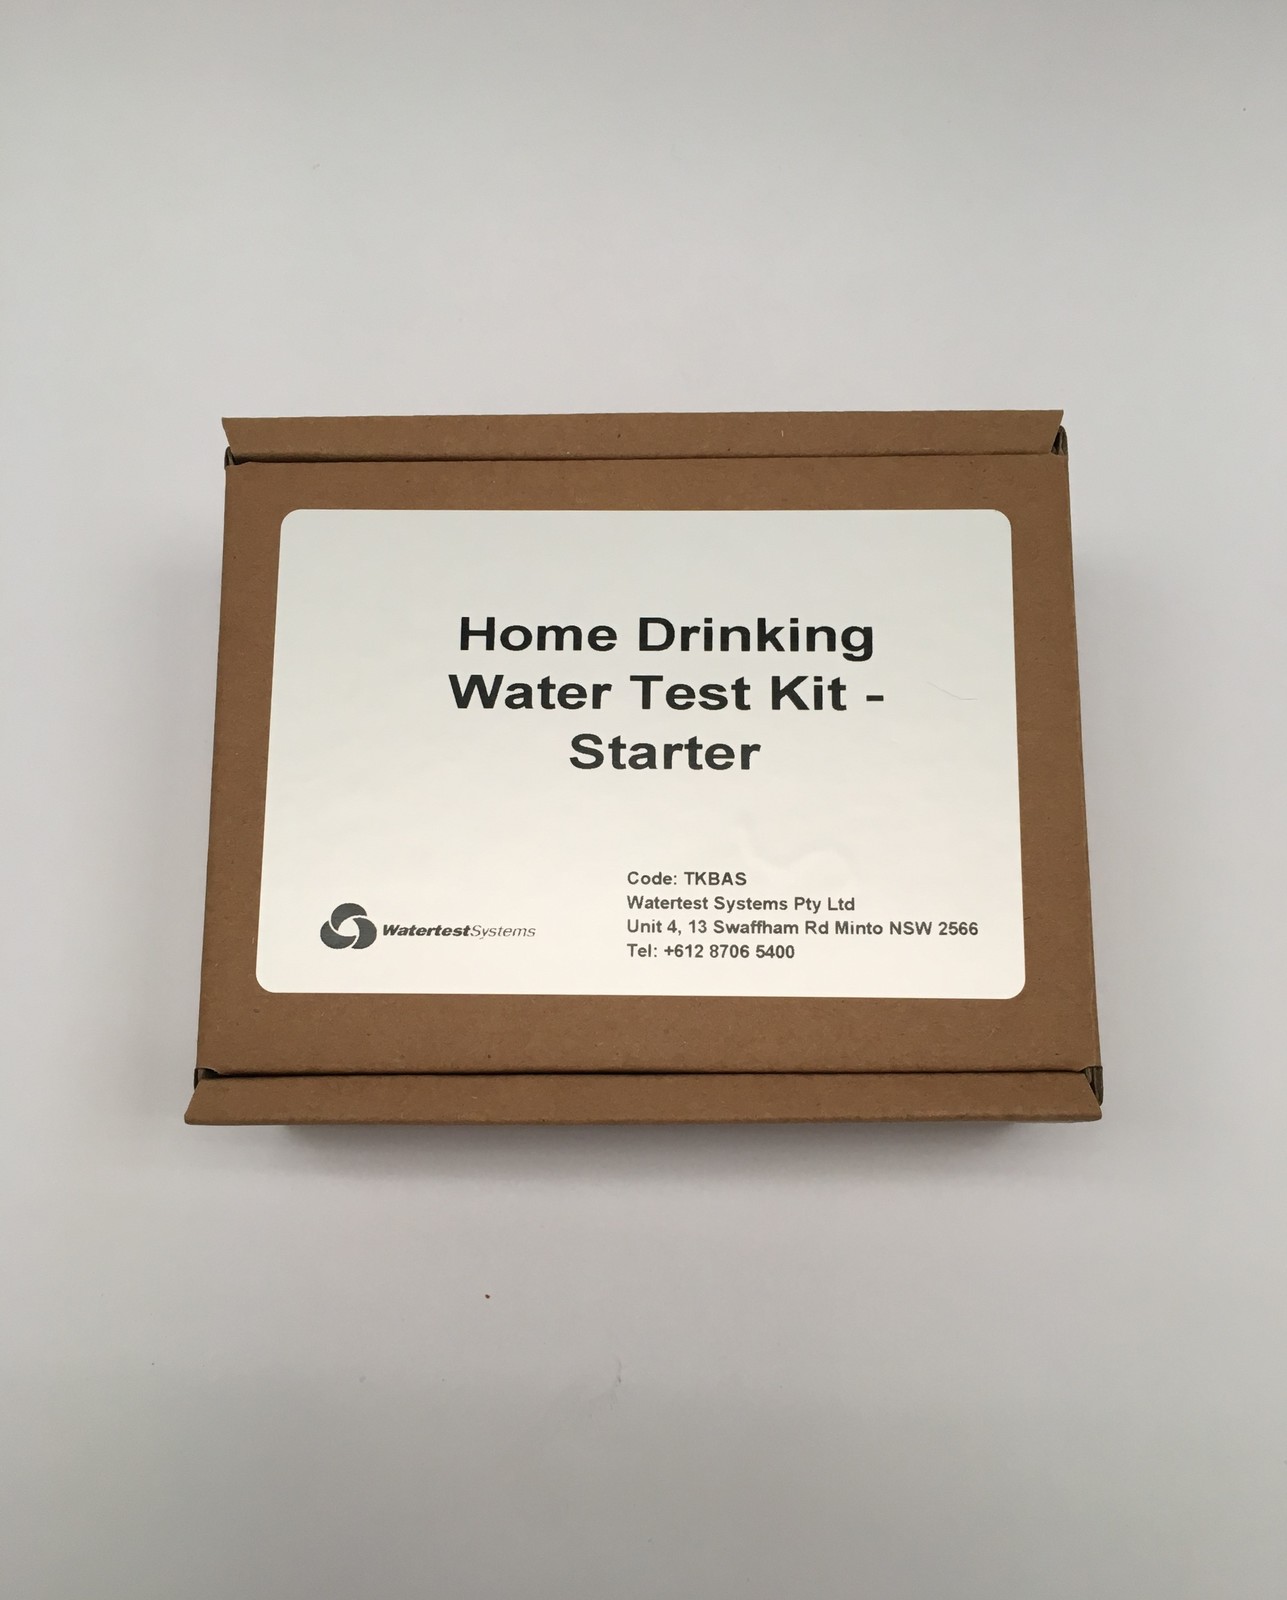 Home Drinking
Water Test Kit -
Starter
Code: TKBAS
Watertest Systems Pty Ltd
Unit 4, 13 Swaffham Rd Minto NSW 2566
Tel: +612 8706 5400
WatertestSystems